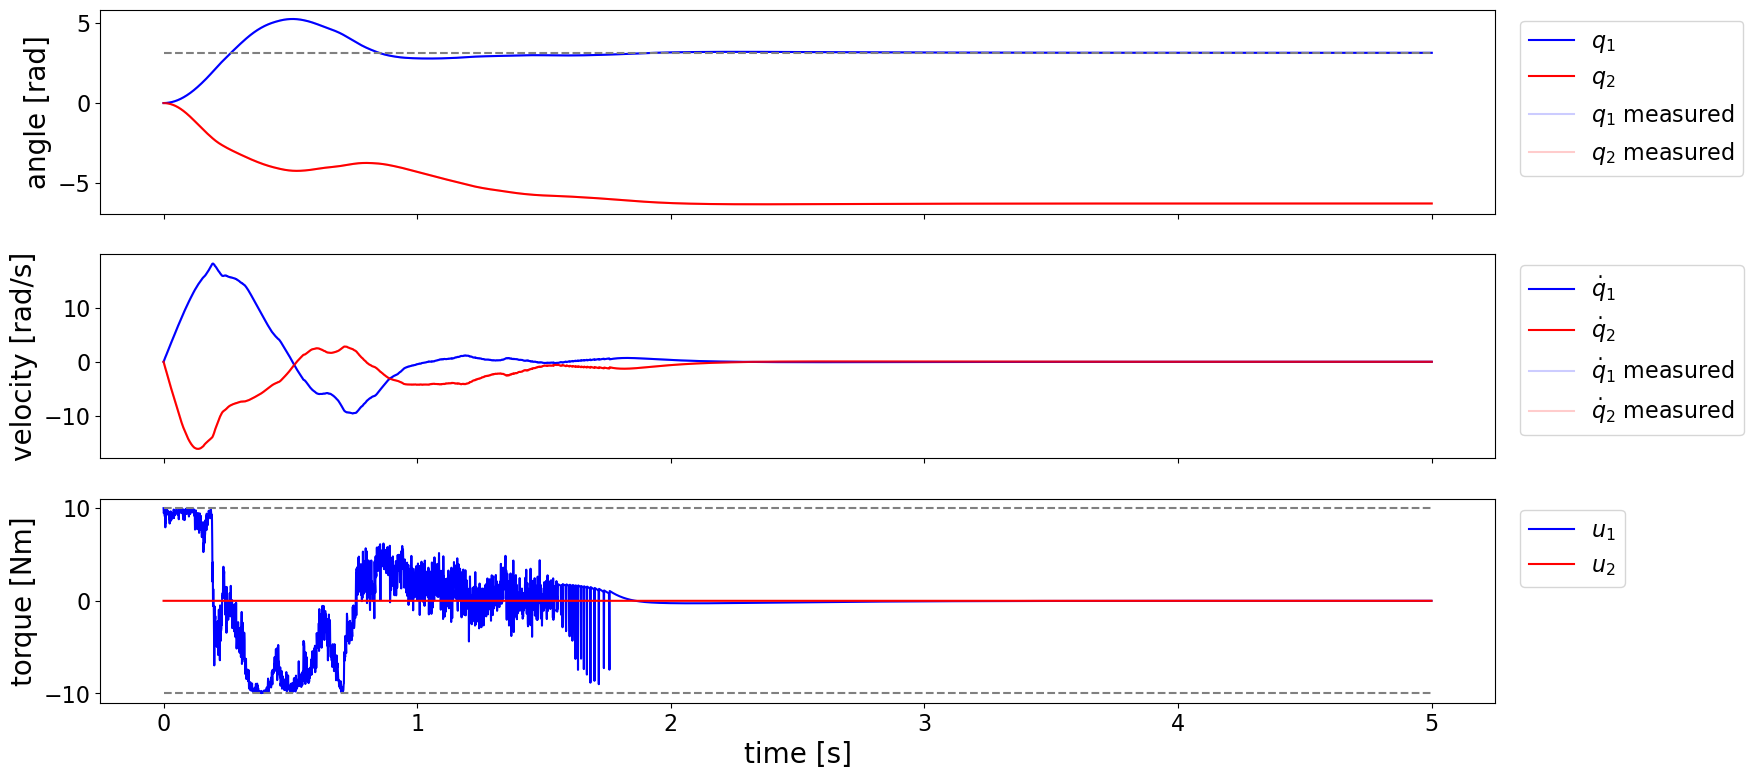 angle [rad]
5
0
−5
q₁
q₂
q₁ measured
q₂ measured
velocity [rad/s]
10
0
−10
q̇₁
q̇₂
q̇₁ measured
q̇₂ measured
torque [Nm]
10
0
−10
u₁
u₂
0 1 2 3 4 5
time [s]